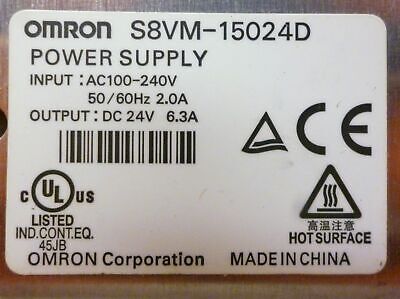 OMRON S8VM-15024D
POWER SUPPLY
INPUT : AC100-240V
50/60Hz 2.0A
OUTPUT : DC 24V 6.3A
CE
C UL US
LISTED
IND.CONT.EQ.
45JB
高温注意
HOT SURFACE
OMRON Corporation MADE IN CHINA